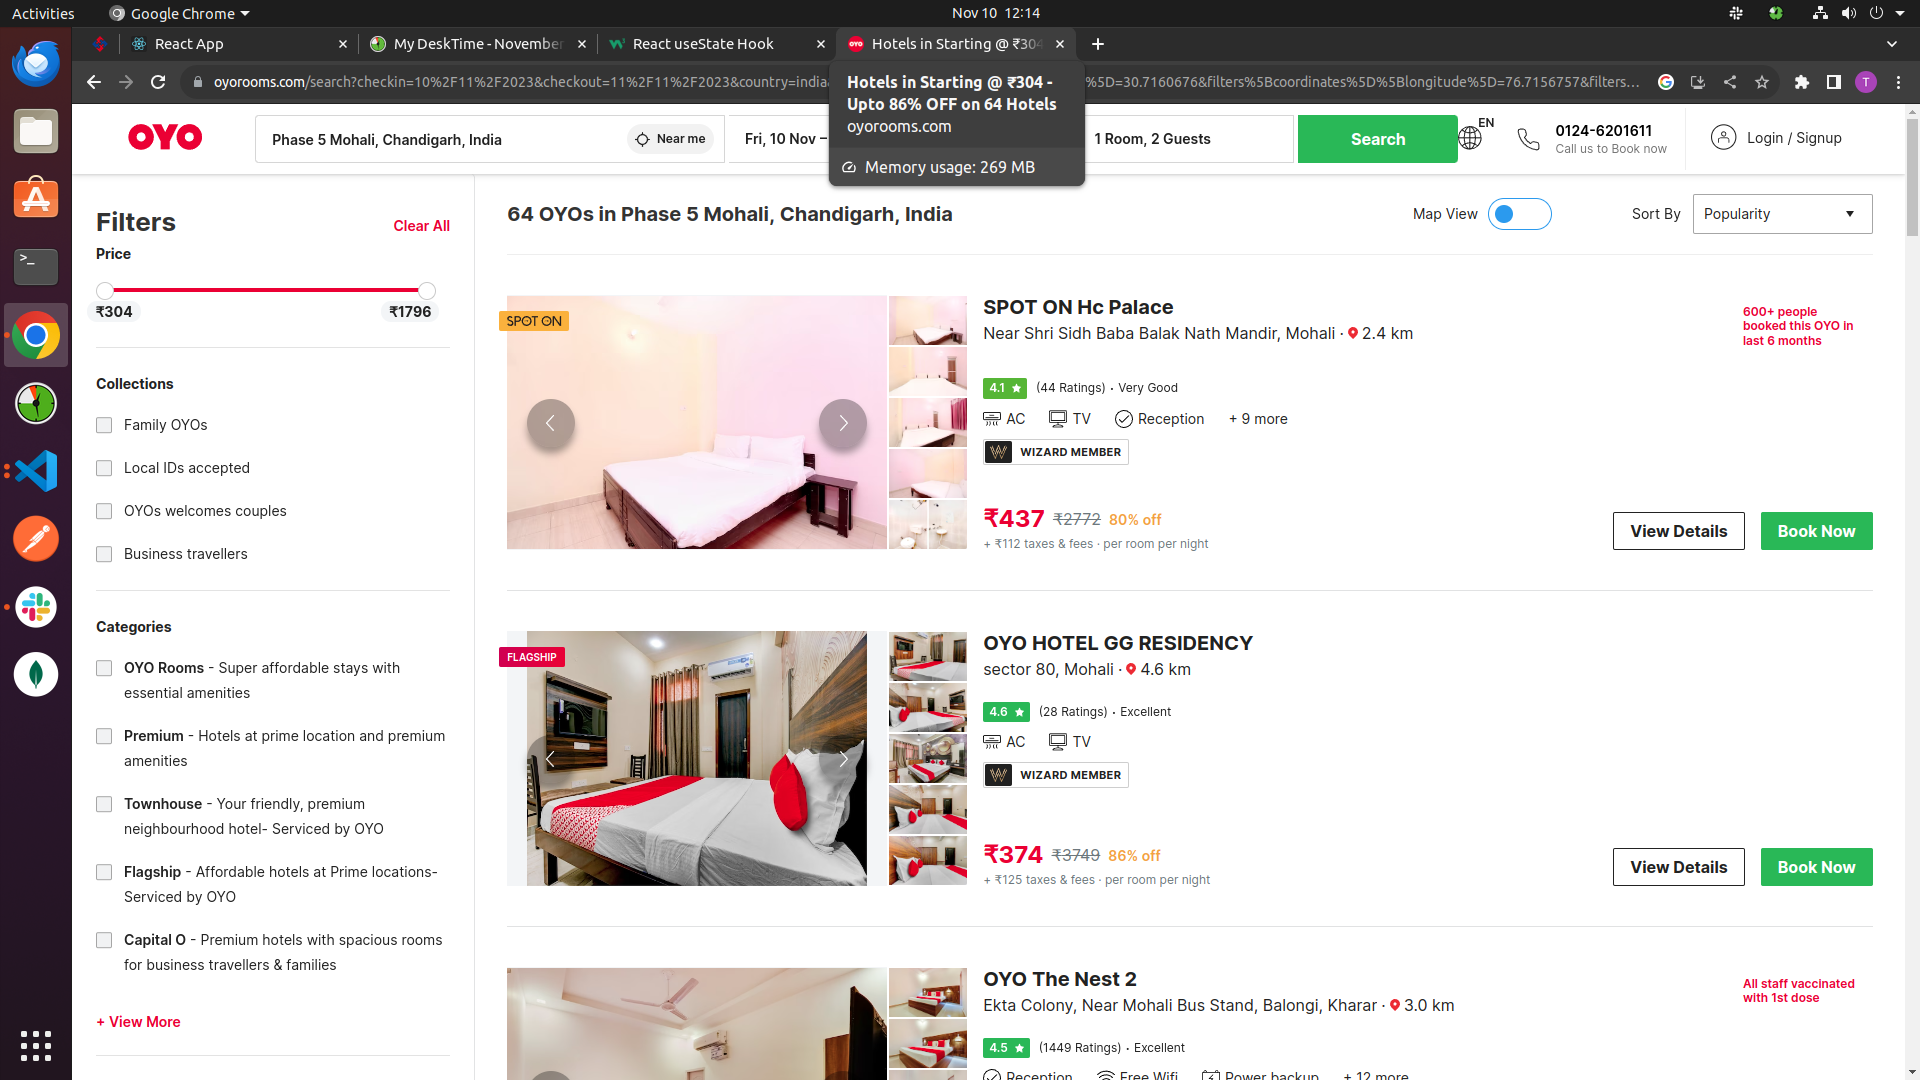 Activities
Google Chrome
Nov 10 12:14
React App
My DeskTime - November
React useState Hook
Hotels in Starting @ ₹304
oyorooms.com/search?checkin=10%2F11%2F2023&checkout=11%2F11%2F2023&country=india
%5D=30.7160676&filters%5Bcoordinates%5D%5Blongitude%5D=76.7156757&filters...
T
Hotels in Starting @ ₹304 -
Upto 86% OFF on 64 Hotels
oyorooms.com
Memory usage: 269 MB
OYO
Phase 5 Mohali, Chandigarh, India
Near me
Fri, 10 Nov –
1 Room, 2 Guests
Search
EN
0124-6201611
Call us to Book now
Login / Signup
Filters
Clear All
Price
₹304
₹1796
Collections
Family OYOs
Local IDs accepted
OYOs welcomes couples
Business travellers
Categories
OYO Rooms - Super affordable stays with
essential amenities
Premium - Hotels at prime location and premium
amenities
Townhouse - Your friendly, premium
neighbourhood hotel- Serviced by OYO
Flagship - Affordable hotels at Prime locations-
Serviced by OYO
Capital O - Premium hotels with spacious rooms
for business travellers & families
+ View More
64 OYOs in Phase 5 Mohali, Chandigarh, India
Map View
Sort By
Popularity
SPOT ON
SPOT ON Hc Palace
Near Shri Sidh Baba Balak Nath Mandir, Mohali · 2.4 km
600+ people
booked this OYO in
last 6 months
4.1 (44 Ratings) · Very Good
AC TV Reception + 9 more
WIZARD MEMBER
₹437 ₹2772 80% off
+ ₹112 taxes & fees · per room per night
View Details
Book Now
FLAGSHIP
OYO HOTEL GG RESIDENCY
sector 80, Mohali · 4.6 km
4.6 (28 Ratings) · Excellent
AC TV
WIZARD MEMBER
₹374 ₹3749 86% off
+ ₹125 taxes & fees · per room per night
View Details
Book Now
OYO The Nest 2
Ekta Colony, Near Mohali Bus Stand, Balongi, Kharar · 3.0 km
All staff vaccinated
with 1st dose
4.5 (1449 Ratings) · Excellent
Reception Free Wifi Power backup + 12 more